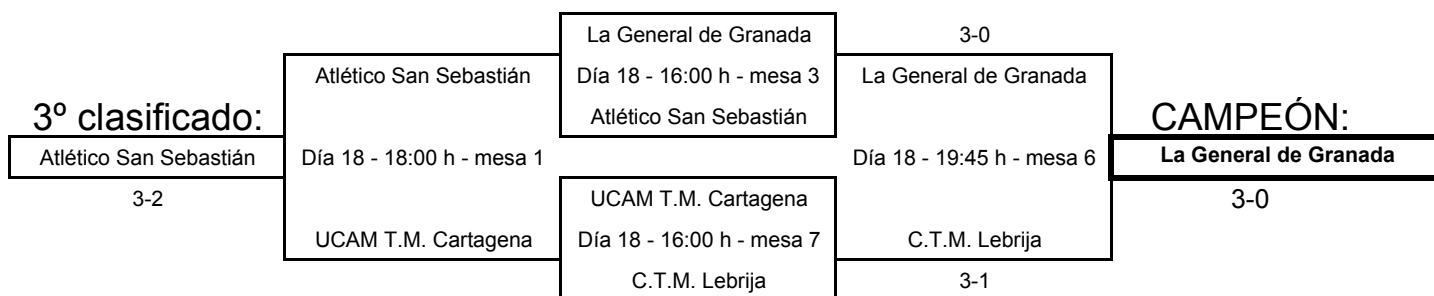 La General de Granada
3-0
Atlético San Sebastián
Día 18 - 16:00 h - mesa 3
La General de Granada
3º clasificado:
Atlético San Sebastián
CAMPEÓN:
Atlético San Sebastián
Día 18 - 18:00 h - mesa 1
Día 18 - 19:45 h - mesa 6
La General de Granada
3-2
UCAM T.M. Cartagena
3-0
UCAM T.M. Cartagena
Día 18 - 16:00 h - mesa 7
C.T.M. Lebrija
C.T.M. Lebrija
3-1